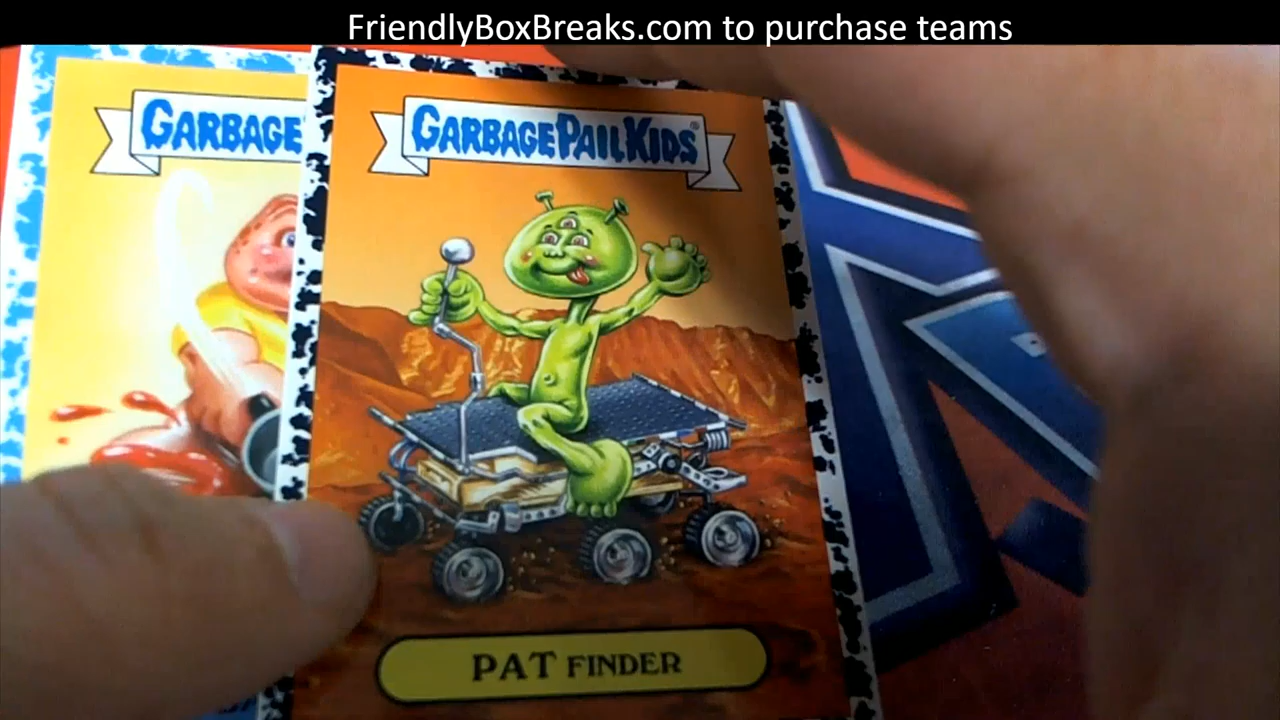 FriendlyBoxBreaks.com to purchase teams
GARBAGE
GARBAGE PAIL KIDS®
PAT FINDER